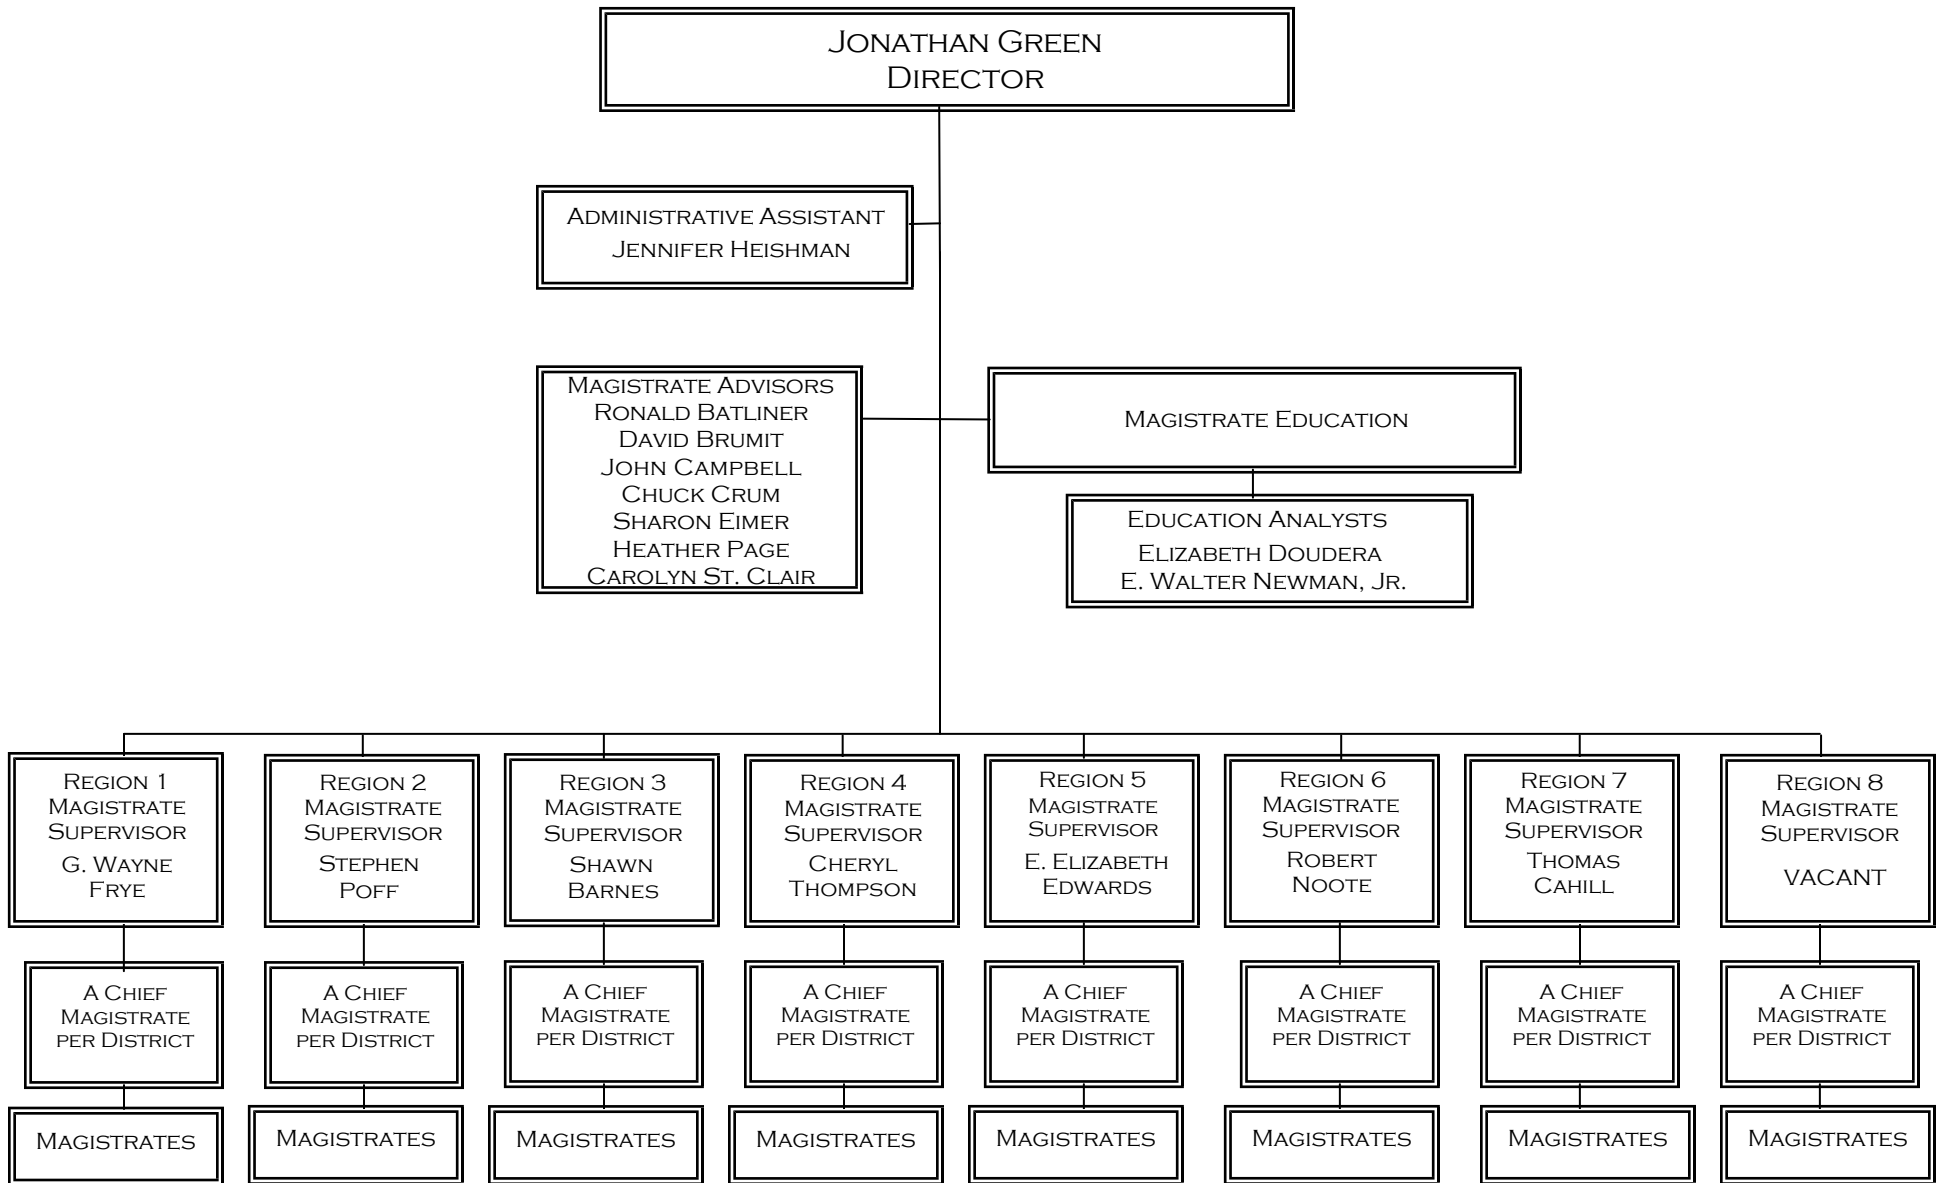 JONATHAN GREEN
DIRECTOR
ADMINISTRATIVE ASSISTANT
JENNIFER HEISHMAN
MAGISTRATE ADVISORS
RONALD BATLINER
DAVID BRUMIT
JOHN CAMPBELL
CHUCK CRUM
SHARON EIMER
HEATHER PAGE
CAROLYN ST. CLAIR
MAGISTRATE EDUCATION
EDUCATION ANALYSTS
ELIZABETH DOUDERA
E. WALTER NEWMAN, JR.
REGION 1
MAGISTRATE
SUPERVISOR
G. WAYNE
FRYE
REGION 2
MAGISTRATE
SUPERVISOR
STEPHEN
POFF
REGION 3
MAGISTRATE
SUPERVISOR
SHAWN
BARNES
REGION 4
MAGISTRATE
SUPERVISOR
CHERYL
THOMPSON
REGION 5
MAGISTRATE
SUPERVISOR
E. ELIZABETH
EDWARDS
REGION 6
MAGISTRATE
SUPERVISOR
ROBERT
NOOTE
REGION 7
MAGISTRATE
SUPERVISOR
THOMAS
CAHILL
REGION 8
MAGISTRATE
SUPERVISOR
VACANT
A CHIEF
MAGISTRATE
PER DISTRICT
A CHIEF
MAGISTRATE
PER DISTRICT
A CHIEF
MAGISTRATE
PER DISTRICT
A CHIEF
MAGISTRATE
PER DISTRICT
A CHIEF
MAGISTRATE
PER DISTRICT
A CHIEF
MAGISTRATE
PER DISTRICT
A CHIEF
MAGISTRATE
PER DISTRICT
A CHIEF
MAGISTRATE
PER DISTRICT
MAGISTRATES
MAGISTRATES
MAGISTRATES
MAGISTRATES
MAGISTRATES
MAGISTRATES
MAGISTRATES
MAGISTRATES